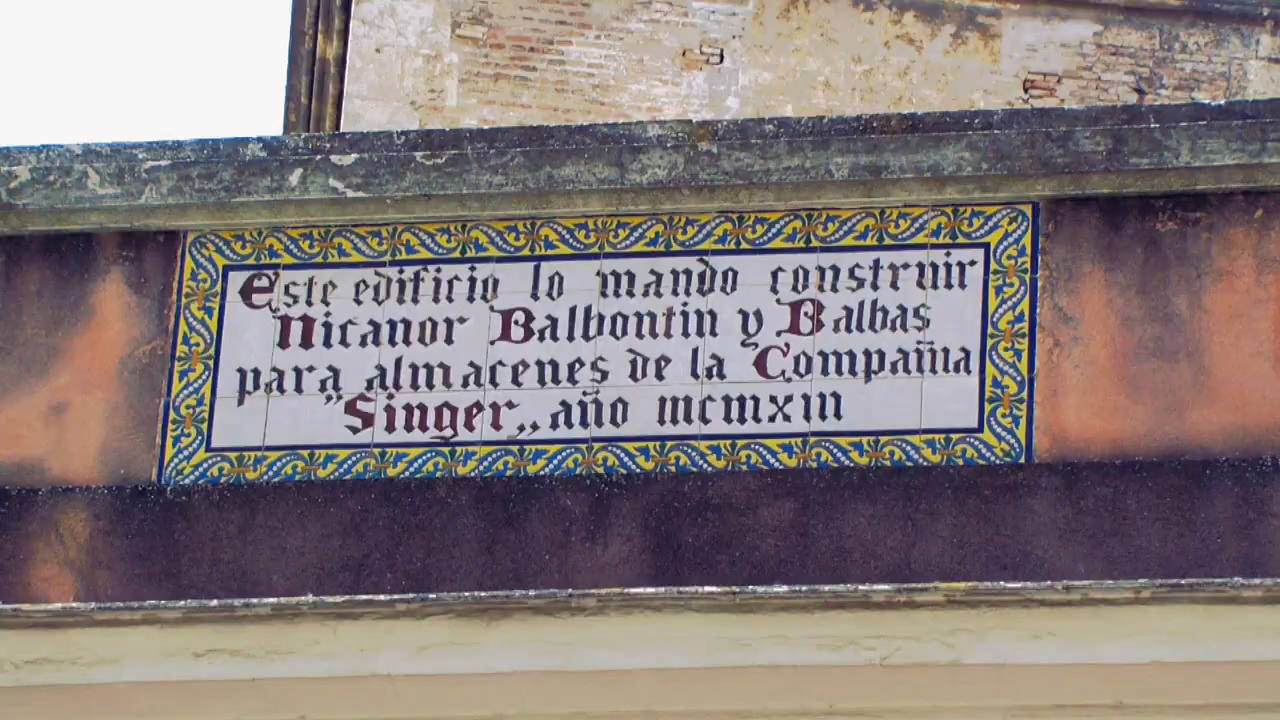 Este edificio lo mando construir
Nicanor Balbontin y Balbas
para almacenes de la Compañia
"Singer„ año mcmxiii